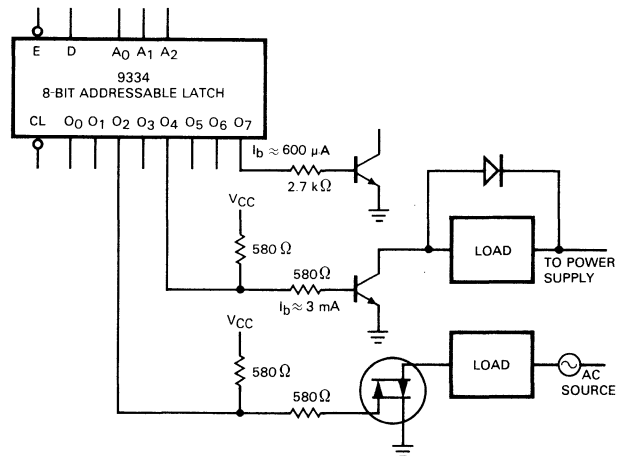 E D A0 A1 A2
9334
8-BIT ADDRESSABLE LATCH
CL O0 O1 O2 O3 O4 O5 O6 O7
Ib ≈ 600 μA
2.7 kΩ
VCC
580 Ω
580 Ω
Ib ≈ 3 mA
LOAD
TO POWER
SUPPLY
VCC
580 Ω
580 Ω
LOAD
AC
SOURCE